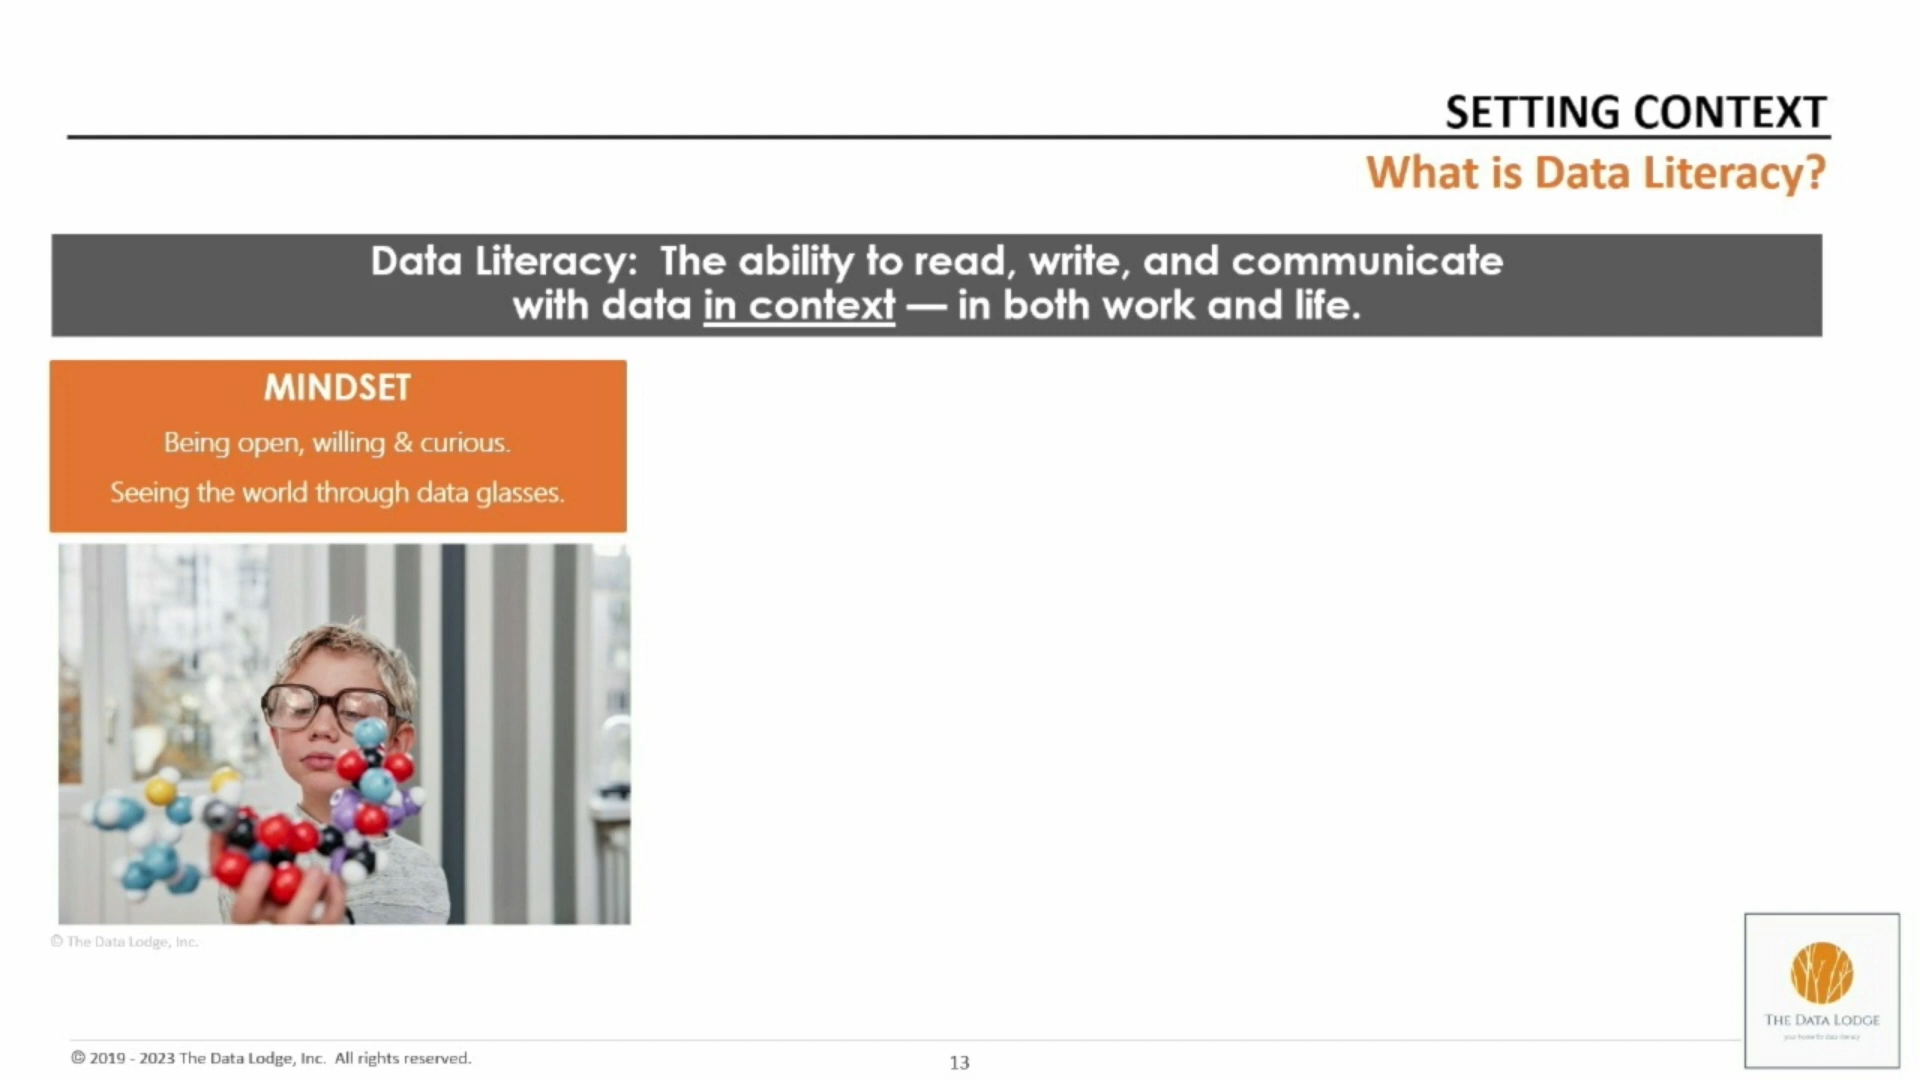 SETTING CONTEXT
What is Data Literacy?
Data Literacy: The ability to read, write, and communicate
with data in context — in both work and life.
MINDSET
Being open, willing & curious.
Seeing the world through data glasses.
© The Data Lodge, Inc.
THE DATA LODGE
your home for data literacy
© 2019 - 2023 The Data Lodge, Inc. All rights reserved.
13